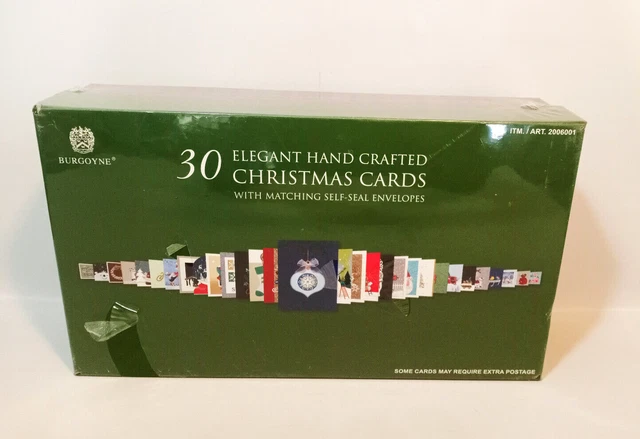 ITM. / ART. 2006001
BURGOYNE®
30 ELEGANT HAND CRAFTED
CHRISTMAS CARDS
WITH MATCHING SELF-SEAL ENVELOPES
SOME CARDS MAY REQUIRE EXTRA POSTAGE